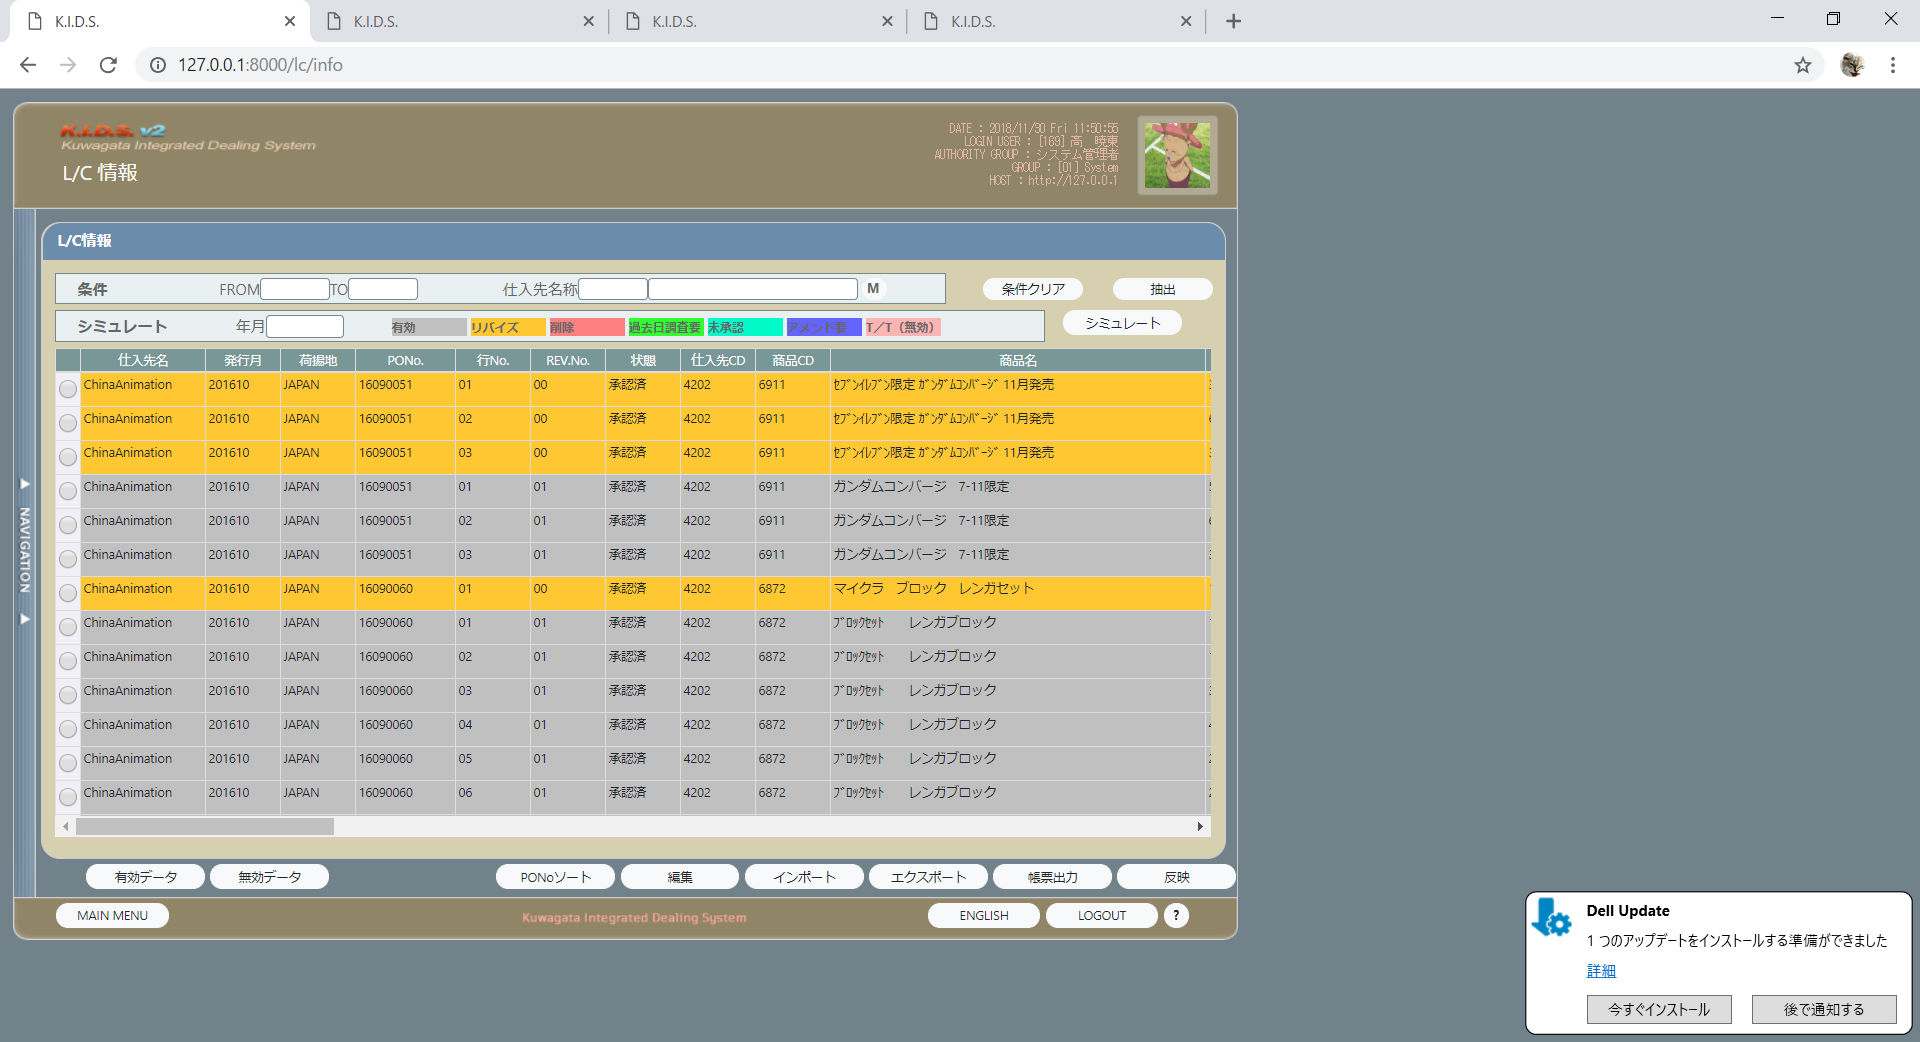 K.I.D.S.
K.I.D.S.
K.I.D.S.
K.I.D.S.
127.0.0.1:8000/lc/info
K.I.D.S. v2
Kuwagata Integrated Dealing System
L/C 情報
DATE : 2018/11/30 Fri 11:50:55
LOGIN USER : [169] 高　暁東
AUTHORITY GROUP : システム管理者
GROUP : [01] System
HOST : http://127.0.0.1
L/C情報
条件 FROM TO 仕入先名称 M 条件クリア 抽出
シミュレート 年月 有効 リバイズ 削除 過去日調査要 未承認 アメンド要 T／T（無効） シミュレート
仕入先名 発行月 荷揚地 PONo. 行No. REV.No. 状態 仕入先CD 商品CD 商品名
ChinaAnimation 201610 JAPAN 16090051 01 00 承認済 4202 6911 ｾﾌﾞﾝｲﾚﾌﾞﾝ限定 ｶﾞﾝﾀﾞﾑｺﾝﾊﾞｰｼﾞ 11月発売
ChinaAnimation 201610 JAPAN 16090051 02 00 承認済 4202 6911 ｾﾌﾞﾝｲﾚﾌﾞﾝ限定 ｶﾞﾝﾀﾞﾑｺﾝﾊﾞｰｼﾞ 11月発売
ChinaAnimation 201610 JAPAN 16090051 03 00 承認済 4202 6911 ｾﾌﾞﾝｲﾚﾌﾞﾝ限定 ｶﾞﾝﾀﾞﾑｺﾝﾊﾞｰｼﾞ 11月発売
ChinaAnimation 201610 JAPAN 16090051 01 01 承認済 4202 6911 ガンダムコンバージ　7-11限定
ChinaAnimation 201610 JAPAN 16090051 02 01 承認済 4202 6911 ガンダムコンバージ　7-11限定
ChinaAnimation 201610 JAPAN 16090051 03 01 承認済 4202 6911 ガンダムコンバージ　7-11限定
ChinaAnimation 201610 JAPAN 16090060 01 00 承認済 4202 6872 マイクラ　ブロック　レンガセット
ChinaAnimation 201610 JAPAN 16090060 01 01 承認済 4202 6872 ﾌﾞﾛｯｸｾｯﾄ　　レンガブロック
ChinaAnimation 201610 JAPAN 16090060 02 01 承認済 4202 6872 ﾌﾞﾛｯｸｾｯﾄ　　レンガブロック
ChinaAnimation 201610 JAPAN 16090060 03 01 承認済 4202 6872 ﾌﾞﾛｯｸｾｯﾄ　　レンガブロック
ChinaAnimation 201610 JAPAN 16090060 04 01 承認済 4202 6872 ﾌﾞﾛｯｸｾｯﾄ　　レンガブロック
ChinaAnimation 201610 JAPAN 16090060 05 01 承認済 4202 6872 ﾌﾞﾛｯｸｾｯﾄ　　レンガブロック
ChinaAnimation 201610 JAPAN 16090060 06 01 承認済 4202 6872 ﾌﾞﾛｯｸｾｯﾄ　　レンガブロック
NAVIGATION
有効データ 無効データ PONoソート 編集 インポート エクスポート 帳票出力 反映
MAIN MENU Kuwagata Integrated Dealing System ENGLISH LOGOUT ?
Dell Update
1 つのアップデートをインストールする準備ができました
詳細
今すぐインストール 後で通知する